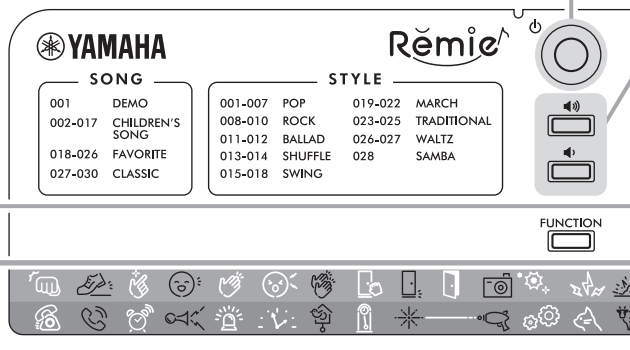 YAMAHA
Rĕmie
SONG
001 DEMO
002-017 CHILDREN'S SONG
018-026 FAVORITE
027-030 CLASSIC
STYLE
001-007 POP 019-022 MARCH
008-010 ROCK 023-025 TRADITIONAL
011-012 BALLAD 026-027 WALTZ
013-014 SHUFFLE 028 SAMBA
015-018 SWING
FUNCTION